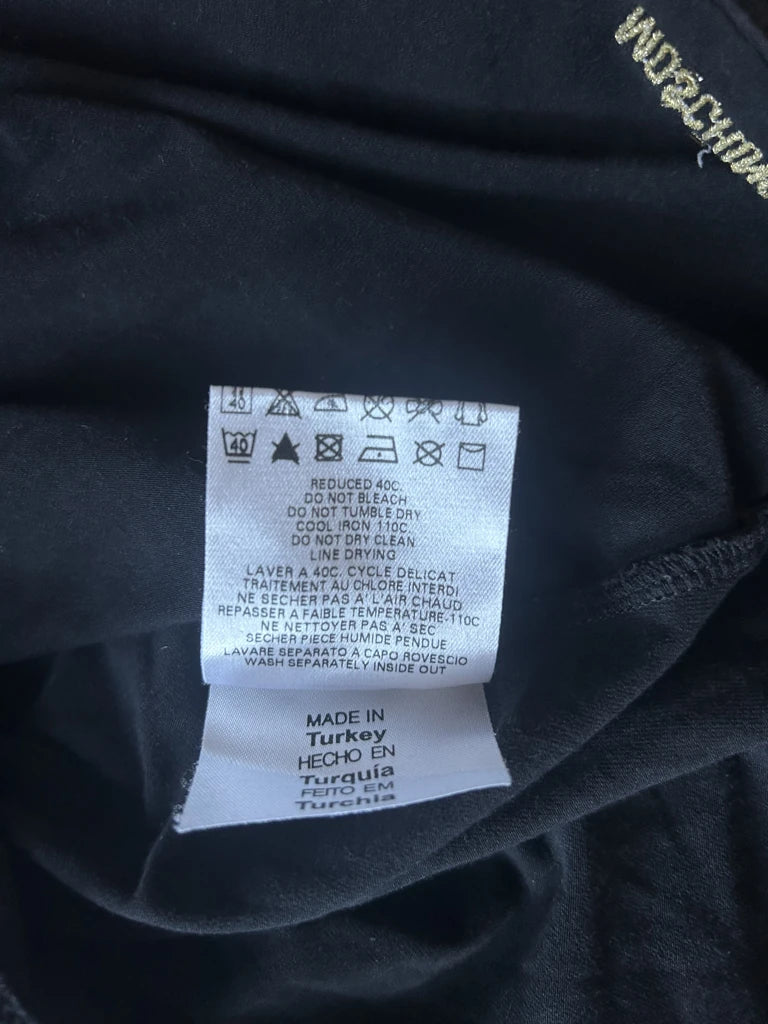 MOSCHIN
40
40
REDUCED 40C.
DO NOT BLEACH
DO NOT TUMBLE DRY
COOL IRON 110C.
DO NOT DRY CLEAN
LINE DRYING
LAVER A 40C. CYCLE DELICAT
TRAITEMENT AU CHLORE INTERDI
NE SECHER PAS A' L'AIR CHAUD
REPASSER A FAIBLE TEMPERATURE-110C
NE NETTOYER PAS A' SEC
SECHER PIECE HUMIDE PENDUE
LAVARE SEPARATO A CAPO ROVESCIO
WASH SEPARATELY INSIDE OUT
MADE IN
Turkey
HECHO EN
Turquía
FEITO EM
Turchia